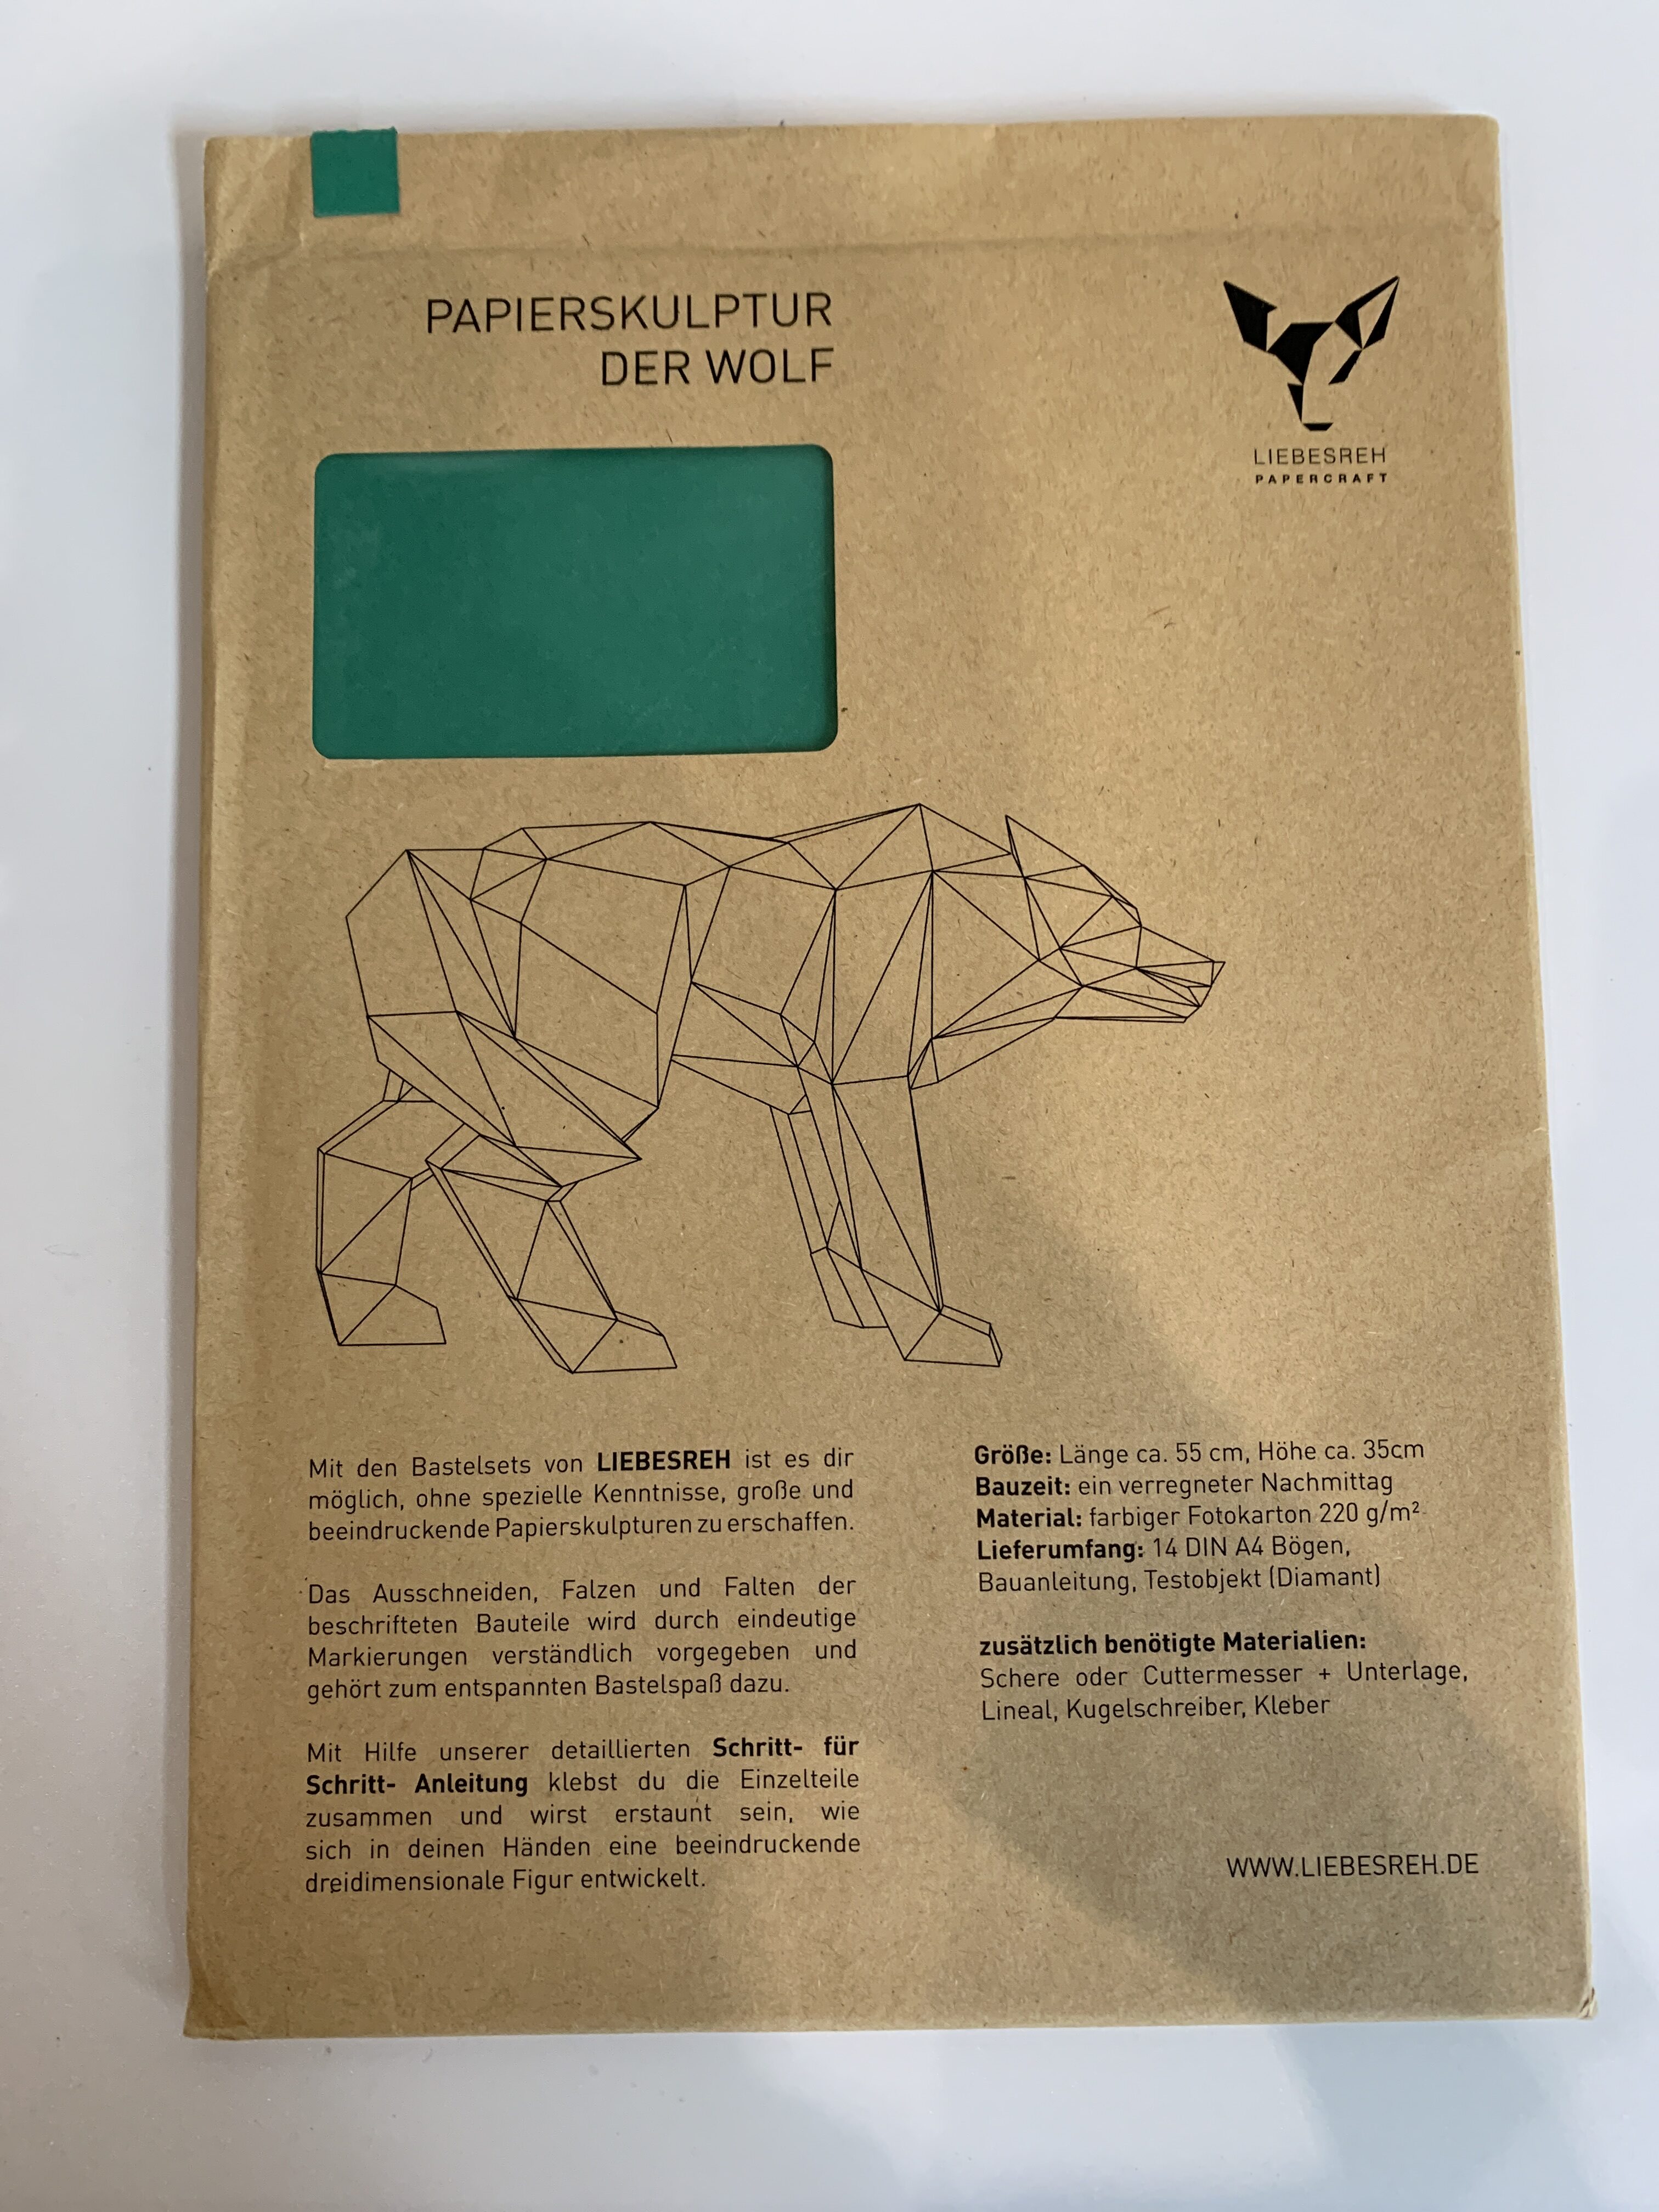 PAPIERSKULPTUR
DER WOLF
LIEBESREH
PAPERCRAFT
Mit den Bastelsets von LIEBESREH ist es dir
möglich, ohne spezielle Kenntnisse, große und
beeindruckende Papierskulpturen zu erschaffen.
Das Ausschneiden, Falzen und Falten der
beschrifteten Bauteile wird durch eindeutige
Markierungen verständlich vorgegeben und
gehört zum entspannten Bastelspaß dazu.
Mit Hilfe unserer detaillierten Schritt- für
Schritt- Anleitung klebst du die Einzelteile
zusammen und wirst erstaunt sein, wie
sich in deinen Händen eine beeindruckende
dreidimensionale Figur entwickelt.
Größe: Länge ca. 55 cm, Höhe ca. 35cm
Bauzeit: ein verregneter Nachmittag
Material: farbiger Fotokarton 220 g/m²
Lieferumfang: 14 DIN A4 Bögen,
Bauanleitung, Testobjekt (Diamant)
zusätzlich benötigte Materialien:
Schere oder Cuttermesser + Unterlage,
Lineal, Kugelschreiber, Kleber
WWW.LIEBESREH.DE